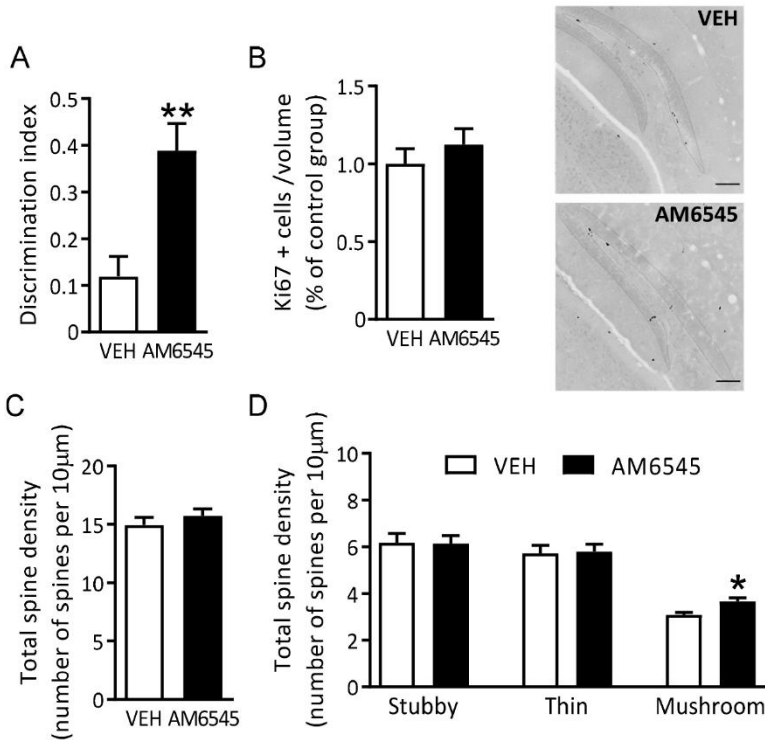 A
Discrimination index
0.5
0.4
0.3
0.2
0.1
0
**
VEH AM6545
B
Ki67 + cells /volume
(% of control group)
1.5
1.0
0.5
0
VEH AM6545
VEH
AM6545
C
Total spine density
(number of spines per 10µm)
20
15
10
5
0
VEH AM6545
D
Total spine density
(number of spines per 10µm)
10
8
6
4
2
0
VEH AM6545
*
Stubby Thin Mushroom